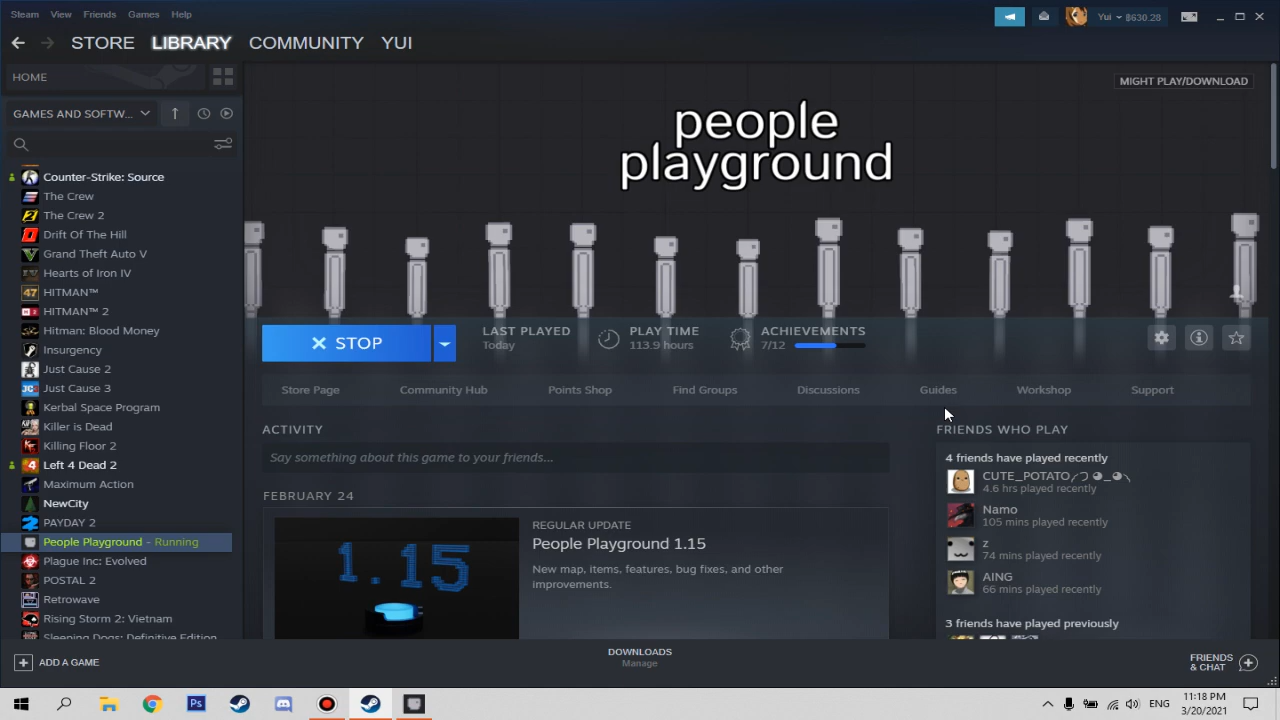 Steam View Friends Games Help
Yui ฿630.28
STORE LIBRARY COMMUNITY YUI
HOME
MIGHT PLAY/DOWNLOAD
GAMES AND SOFTW...
people
playground
Counter-Strike: Source
The Crew
The Crew 2
Drift Of The Hill
Grand Theft Auto V
Hearts of Iron IV
HITMAN™
HITMAN™ 2
Hitman: Blood Money
Insurgency
Just Cause 2
Just Cause 3
Kerbal Space Program
Killer is Dead
Killing Floor 2
Left 4 Dead 2
Maximum Action
NewCity
PAYDAY 2
People Playground - Running
Plague Inc: Evolved
POSTAL 2
Retrowave
Rising Storm 2: Vietnam
Sleeping Dogs: Definitive Edition
STOP
LAST PLAYED
Today
PLAY TIME
113.9 hours
ACHIEVEMENTS
7/12
Store Page Community Hub Points Shop Find Groups Discussions Guides Workshop Support
ACTIVITY
Say something about this game to your friends...
FEBRUARY 24
1.15
REGULAR UPDATE
People Playground 1.15
New map, items, features, bug fixes, and other
improvements.
FRIENDS WHO PLAY
4 friends have played recently
CUTE_POTATO╭⊃ ◕_◕╮
4.6 hrs played recently
Namo
105 mins played recently
z
74 mins played recently
AING
66 mins played recently
3 friends have played previously
ADD A GAME
DOWNLOADS
Manage
FRIENDS
& CHAT
Ps
ENG
11:18 PM
3/20/2021